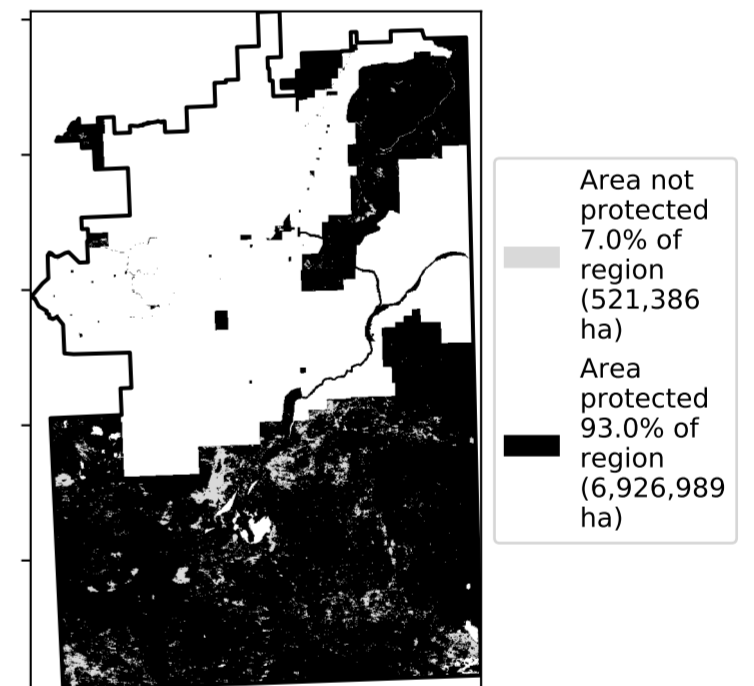 Area not
protected
7.0% of
region
(521,386
ha)
Area
protected
93.0% of
region
(6,926,989
ha)